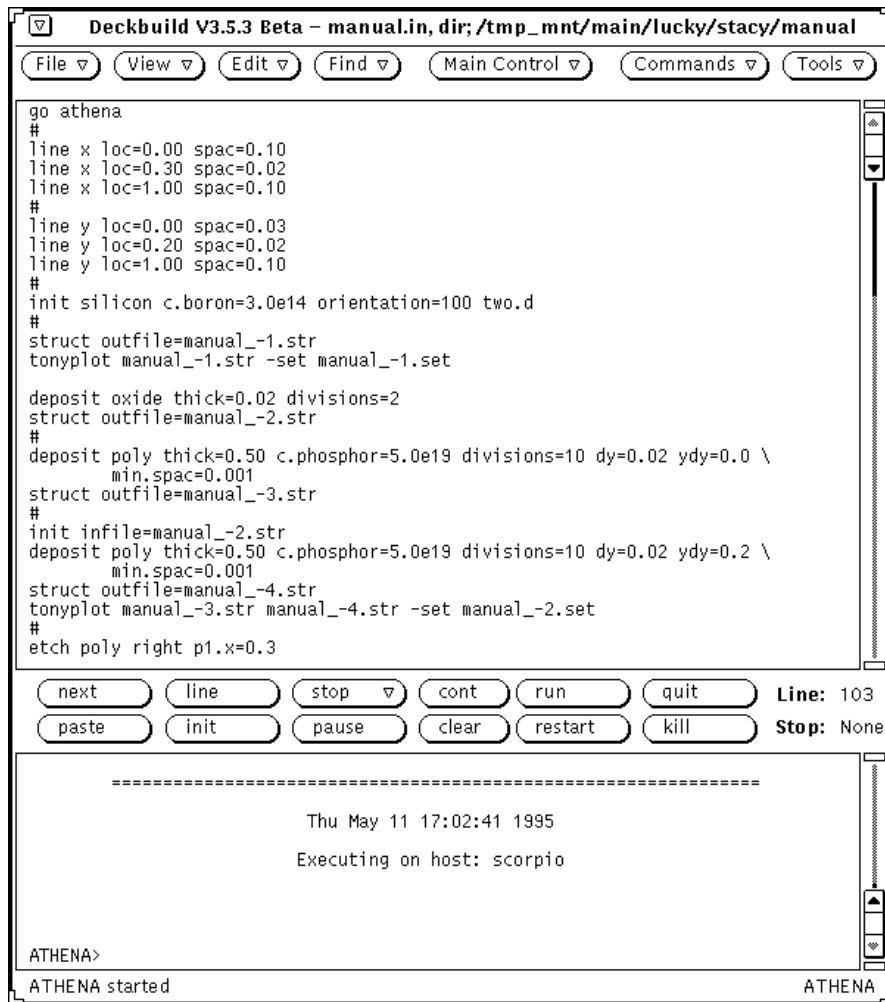 Deckbuild V3.5.3 Beta – manual.in, dir; /tmp_mnt/main/lucky/stacy/manual
File View Edit Find Main Control Commands Tools
go athena
#
line x loc=0.00 spac=0.10
line x loc=0.30 spac=0.02
line x loc=1.00 spac=0.10
#
line y loc=0.00 spac=0.03
line y loc=0.20 spac=0.02
line y loc=1.00 spac=0.10
#
init silicon c.boron=3.0e14 orientation=100 two.d
#
struct outfile=manual_-1.str
tonyplot manual_-1.str -set manual_-1.set
deposit oxide thick=0.02 divisions=2
struct outfile=manual_-2.str
#
deposit poly thick=0.50 c.phosphor=5.0e19 divisions=10 dy=0.02 ydy=0.0 \
min.spac=0.001
struct outfile=manual_-3.str
#
init infile=manual_-2.str
deposit poly thick=0.50 c.phosphor=5.0e19 divisions=10 dy=0.02 ydy=0.2 \
min.spac=0.001
struct outfile=manual_-4.str
tonyplot manual_-3.str manual_-4.str -set manual_-2.set
#
etch poly right p1.x=0.3
next line stop cont run quit Line: 103
paste init pause clear restart kill Stop: None
=================================================================
Thu May 11 17:02:41 1995
Executing on host: scorpio
ATHENA>
ATHENA started ATHENA